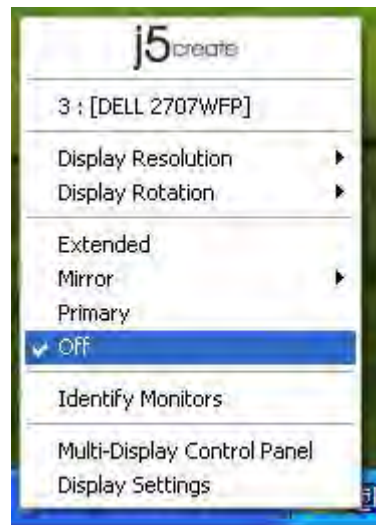 j5create
3 : [DELL 2707WFP]
Display Resolution
Display Rotation
Extended
Mirror
Primary
Off
Identify Monitors
Multi-Display Control Panel
Display Settings